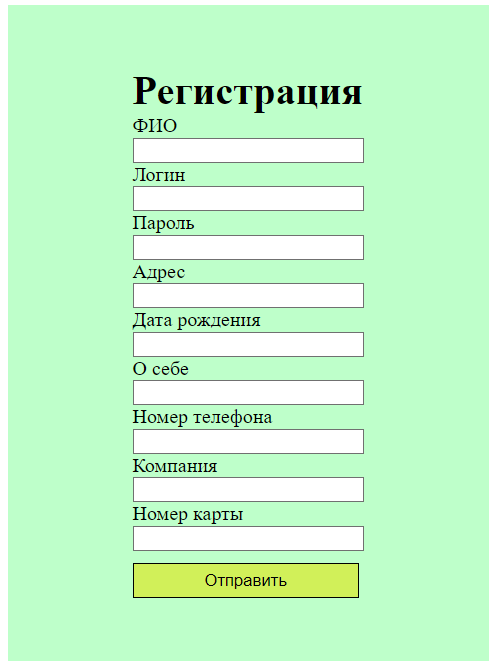 Регистрация
ФИО
Логин
Пароль
Адрес
Дата рождения
О себе
Номер телефона
Компания
Номер карты
Отправить